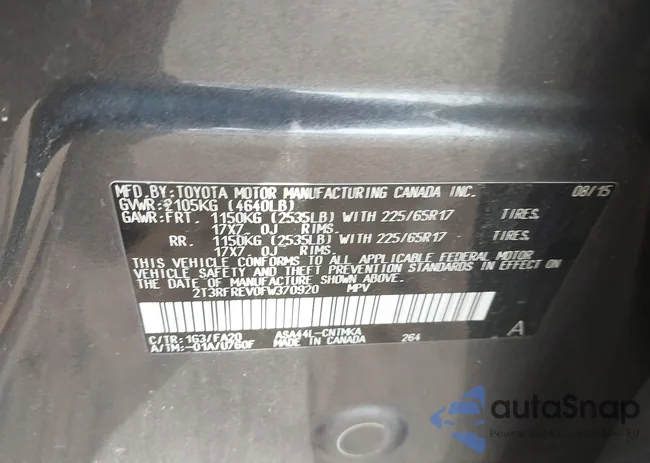 MFD. BY: TOYOTA MOTOR MANUFACTURING CANADA INC. 08/15
GVWR: 2105KG (4640LB)
GAWR: FRT. 1150KG (2535LB) WITH 225/65R17 TIRES,
17X7 0J RIMS.
RR. 1150KG (2535LB) WITH 225/65R17 TIRES,
17X7 0J RIMS.
THIS VEHICLE CONFORMS TO ALL APPLICABLE FEDERAL MOTOR
VEHICLE SAFETY AND THEFT PREVENTION STANDARDS IN EFFECT ON
THE DATE OF MANUFACTURE SHOWN ABOVE.
2T3RFREV0FW370920 MPV
C/TR: 1G3/FA20 ASA44L-CNTMKA 264 A
A/TM: -01A/U760F MADE IN CANADA
autaSnap